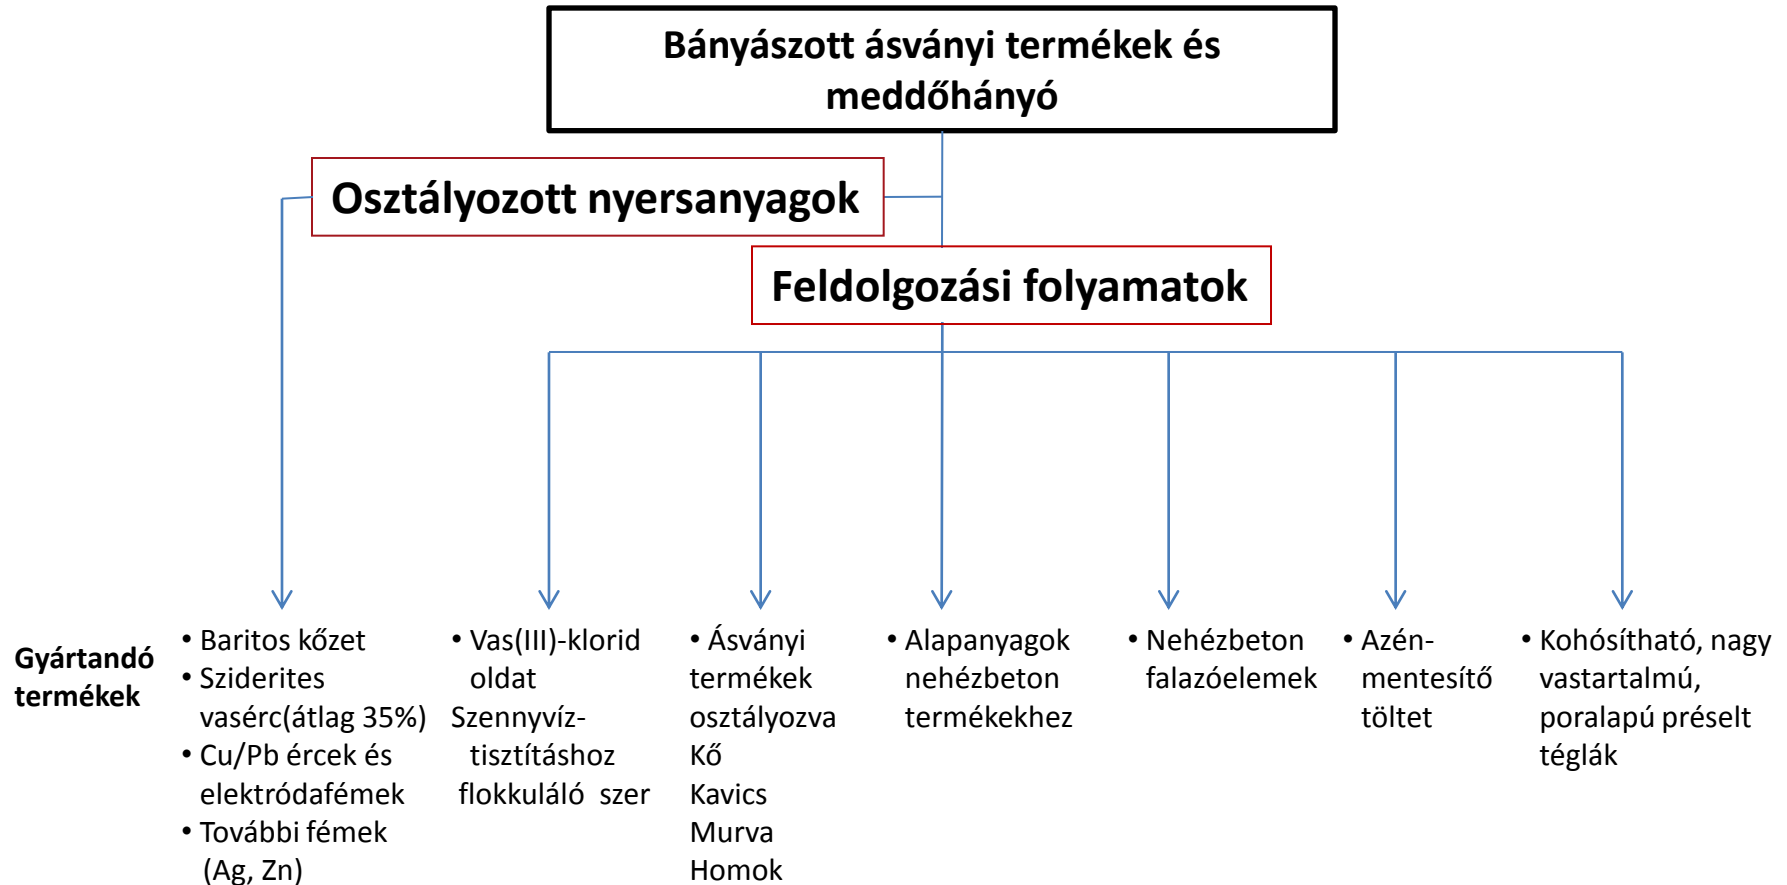 Bányászott ásványi termékek és
meddőhányó
Osztályozott nyersanyagok
Feldolgozási folyamatok
Gyártandó
termékek
• Baritos kőzet
• Sziderites
vasérc(átlag 35%)
• Cu/Pb ércek és
elektródafémek
• További fémek
(Ag, Zn)
• Vas(III)-klorid
oldat
Szennyvíz-
tisztításhoz
flokkuláló szer
• Ásványi
termékek
osztályozva
Kő
Kavics
Murva
Homok
• Alapanyagok
nehézbeton
termékekhez
• Nehézbeton
falazóelemek
• Azén-
mentesítő
töltet
• Kohósítható, nagy
vastartalmú,
poralapú préselt
téglák